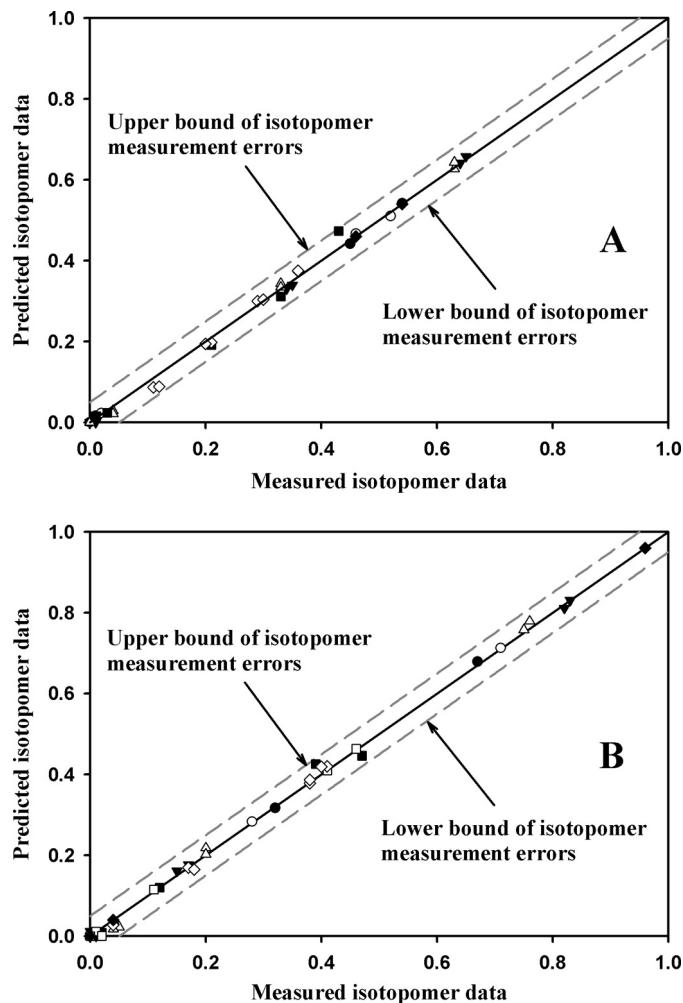 1.0
0.8
0.6
0.4
0.2
0.0
Predicted isotopomer data
Upper bound of isotopomer
measurement errors
A
Lower bound of isotopomer
measurement errors
0.0 0.2 0.4 0.6 0.8 1.0
Measured isotopomer data
1.0
0.8
0.6
0.4
0.2
0.0
Predicted isotopomer data
Upper bound of isotopomer
measurement errors
B
Lower bound of isotopomer
measurement errors
0.0 0.2 0.4 0.6 0.8 1.0
Measured isotopomer data